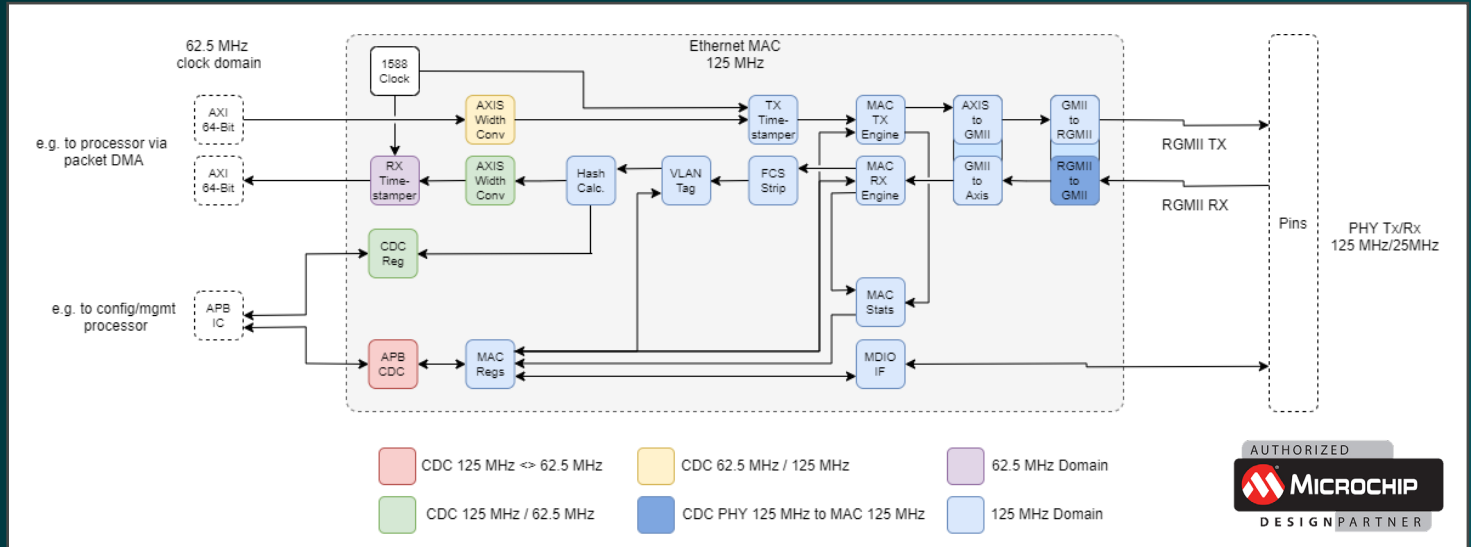 62.5 MHz
clock domain
Ethernet MAC
125 MHz
1588
Clock
AXI
64-Bit
AXIS
Width
Conv
TX
Time-
stamper
MAC
TX
Engine
AXIS
to
GMII
GMII
to
RGMII
RGMII TX
e.g. to processor via
packet DMA
AXI
64-Bit
RX
Time-
stamper
AXIS
Width
Conv
Hash
Calc.
VLAN
Tag
FCS
Strip
MAC
RX
Engine
GMII
to
Axis
RGMII
to
GMII
RGMII RX
Pins
PHY Tx/Rx
125 MHz/25MHz
CDC
Reg
e.g. to config/mgmt
processor
APB
IC
MAC
Stats
APB
CDC
MAC
Regs
MDIO
IF
CDC 125 MHz <> 62.5 MHz
CDC 62.5 MHz / 125 MHz
62.5 MHz Domain
CDC 125 MHz / 62.5 MHz
CDC PHY 125 MHz to MAC 125 MHz
125 MHz Domain
AUTHORIZED
MICROCHIP
DESIGNPARTNER